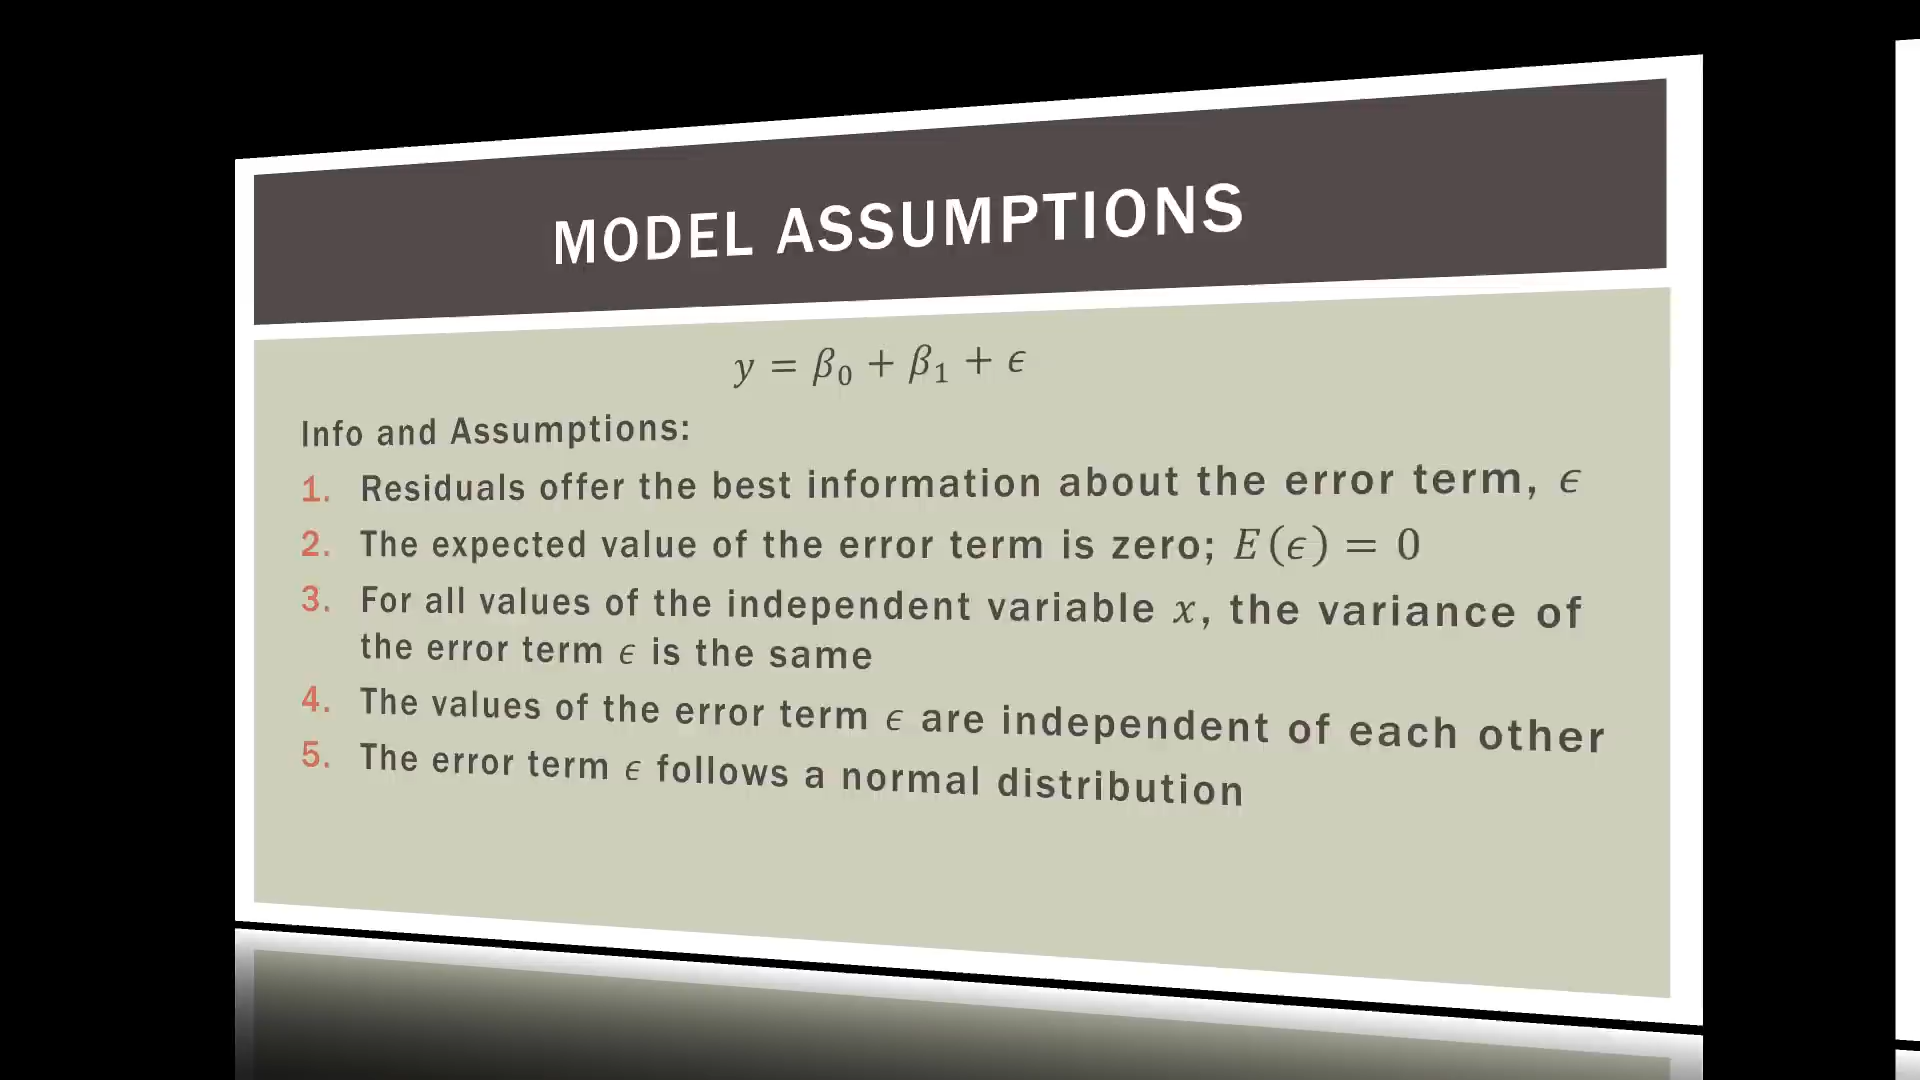 MODEL ASSUMPTIONS
y = β₀ + β₁ + ϵ
Info and Assumptions:
1. Residuals offer the best information about the error term, ϵ
2. The expected value of the error term is zero; E(ϵ) = 0
3. For all values of the independent variable x, the variance of
the error term ϵ is the same
4. The values of the error term ϵ are independent of each other
5. The error term ϵ follows a normal distribution